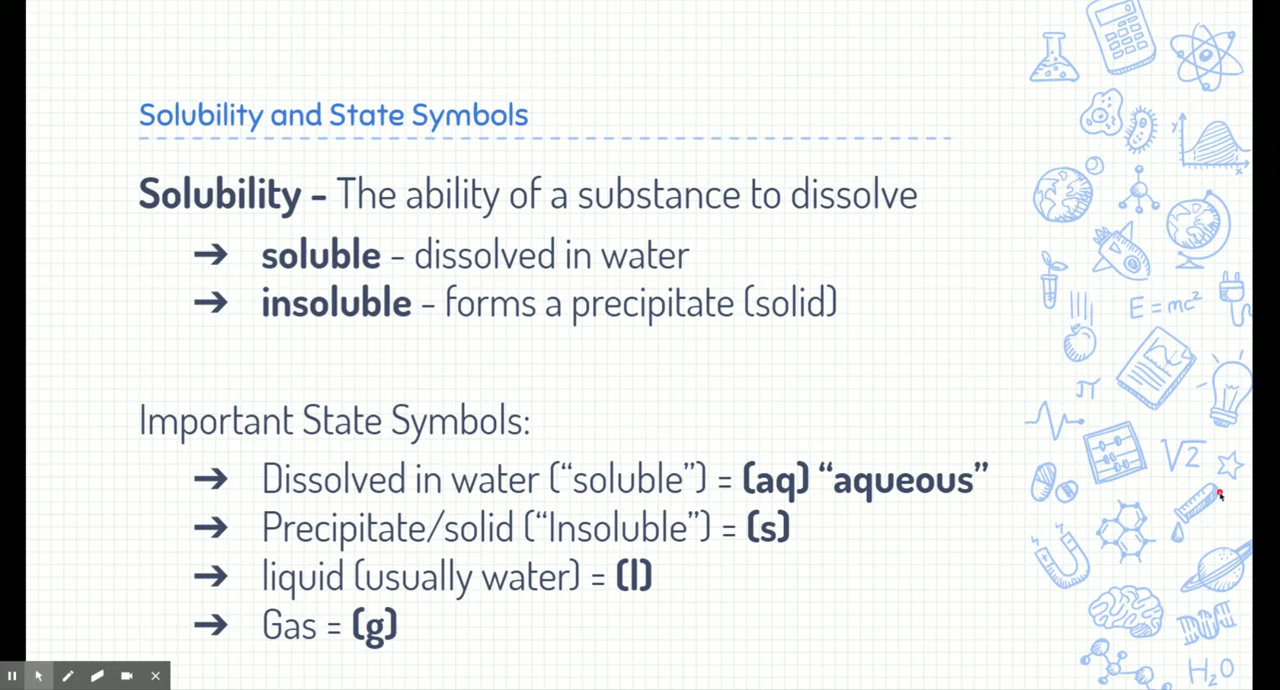 Solubility and State Symbols
Solubility - The ability of a substance to dissolve
➔ soluble - dissolved in water
➔ insoluble - forms a precipitate (solid)
Important State Symbols:
➔ Dissolved in water (“soluble”) = (aq) “aqueous”
➔ Precipitate/solid (“Insoluble”) = (s)
➔ liquid (usually water) = (l)
➔ Gas = (g)
y
x
E = mc²
π
√2
H₂O